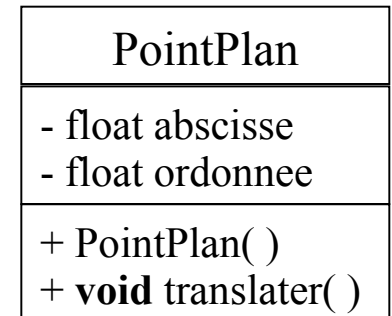 PointPlan
- float abscisse
- float ordonnee
+ PointPlan( )
+ void translater( )